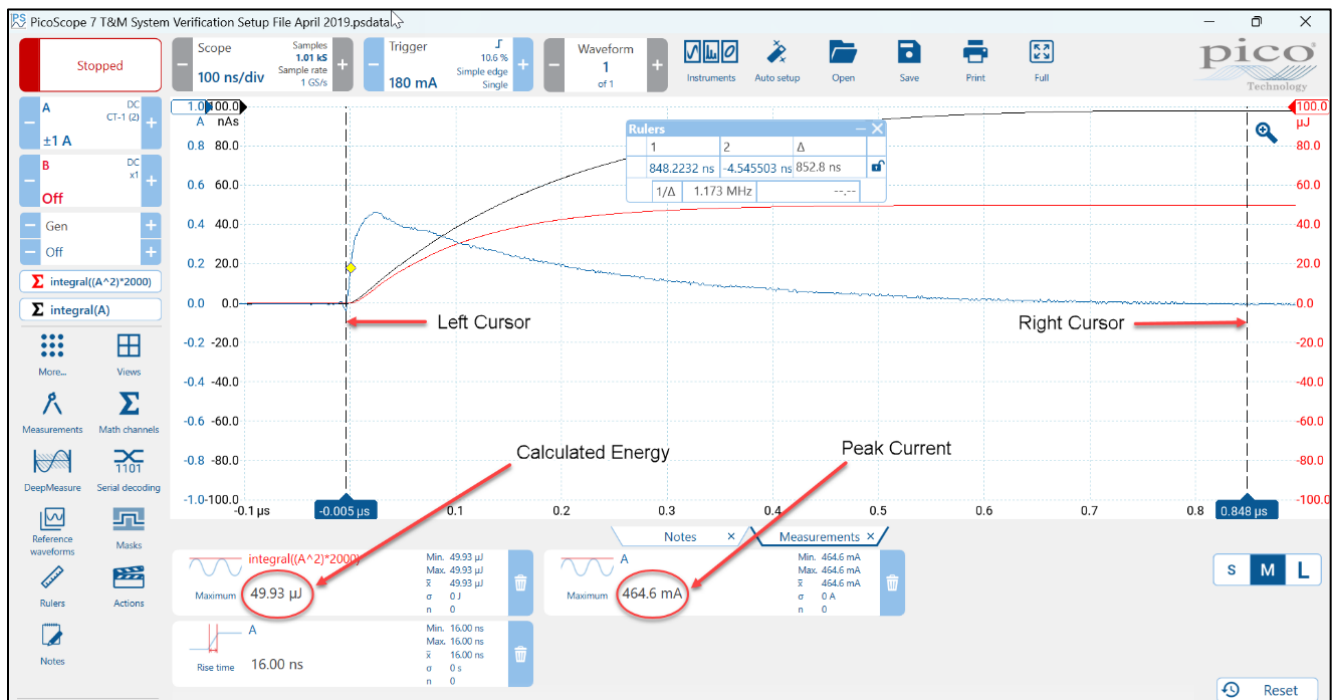 PS PicoScope 7 T&M System Verification Setup File April 2019.psdata
Stopped
Scope
100 ns/div
Samples
1.01 kS
Sample rate
1 GS/s
Trigger
180 mA
10.6 %
Simple edge
Single
Waveform
1
of 1
Instruments
Auto setup
Open
Save
Print
Full
pico
Technology
A
DC
CT-1 (2)
±1 A
B
DC
x1
Off
Gen
Off
Σ integral((A^2)*2000)
Σ integral(A)
More...
Views
Measurements
Math channels
1101
DeepMeasure
Serial decoding
Reference waveforms
Masks
Rulers
Actions
Notes
1.0 100.0
A nAs
0.8 80.0
0.6 60.0
0.4 40.0
0.2 20.0
0.0 0.0
-0.2 -20.0
-0.4 -40.0
-0.6 -60.0
-0.8 -80.0
-1.0 -100.0
100.0
µJ
80.0
60.0
40.0
20.0
0.0
-20.0
-40.0
-60.0
-80.0
-100.0
Rulers
1 2 Δ
848.2232 ns -4.545503 ns 852.8 ns
1/Δ 1.173 MHz --.--
Left Cursor
Right Cursor
Calculated Energy
Peak Current
-0.1 µs -0.005 µs 0.1 0.2 0.3 0.4 0.5 0.6 0.7 0.8 0.848 µs
Notes ×
Measurements ×
integral((A^2)*2000)
Maximum 49.93 µJ
Min. 49.93 µJ
Max. 49.93 µJ
x̄ 49.93 µJ
σ 0 J
n 0
A
Maximum 464.6 mA
Min. 464.6 mA
Max. 464.6 mA
x̄ 464.6 mA
σ 0 A
n 0
A
Rise time 16.00 ns
Min. 16.00 ns
Max. 16.00 ns
x̄ 16.00 ns
σ 0 s
n 0
S M L
Reset